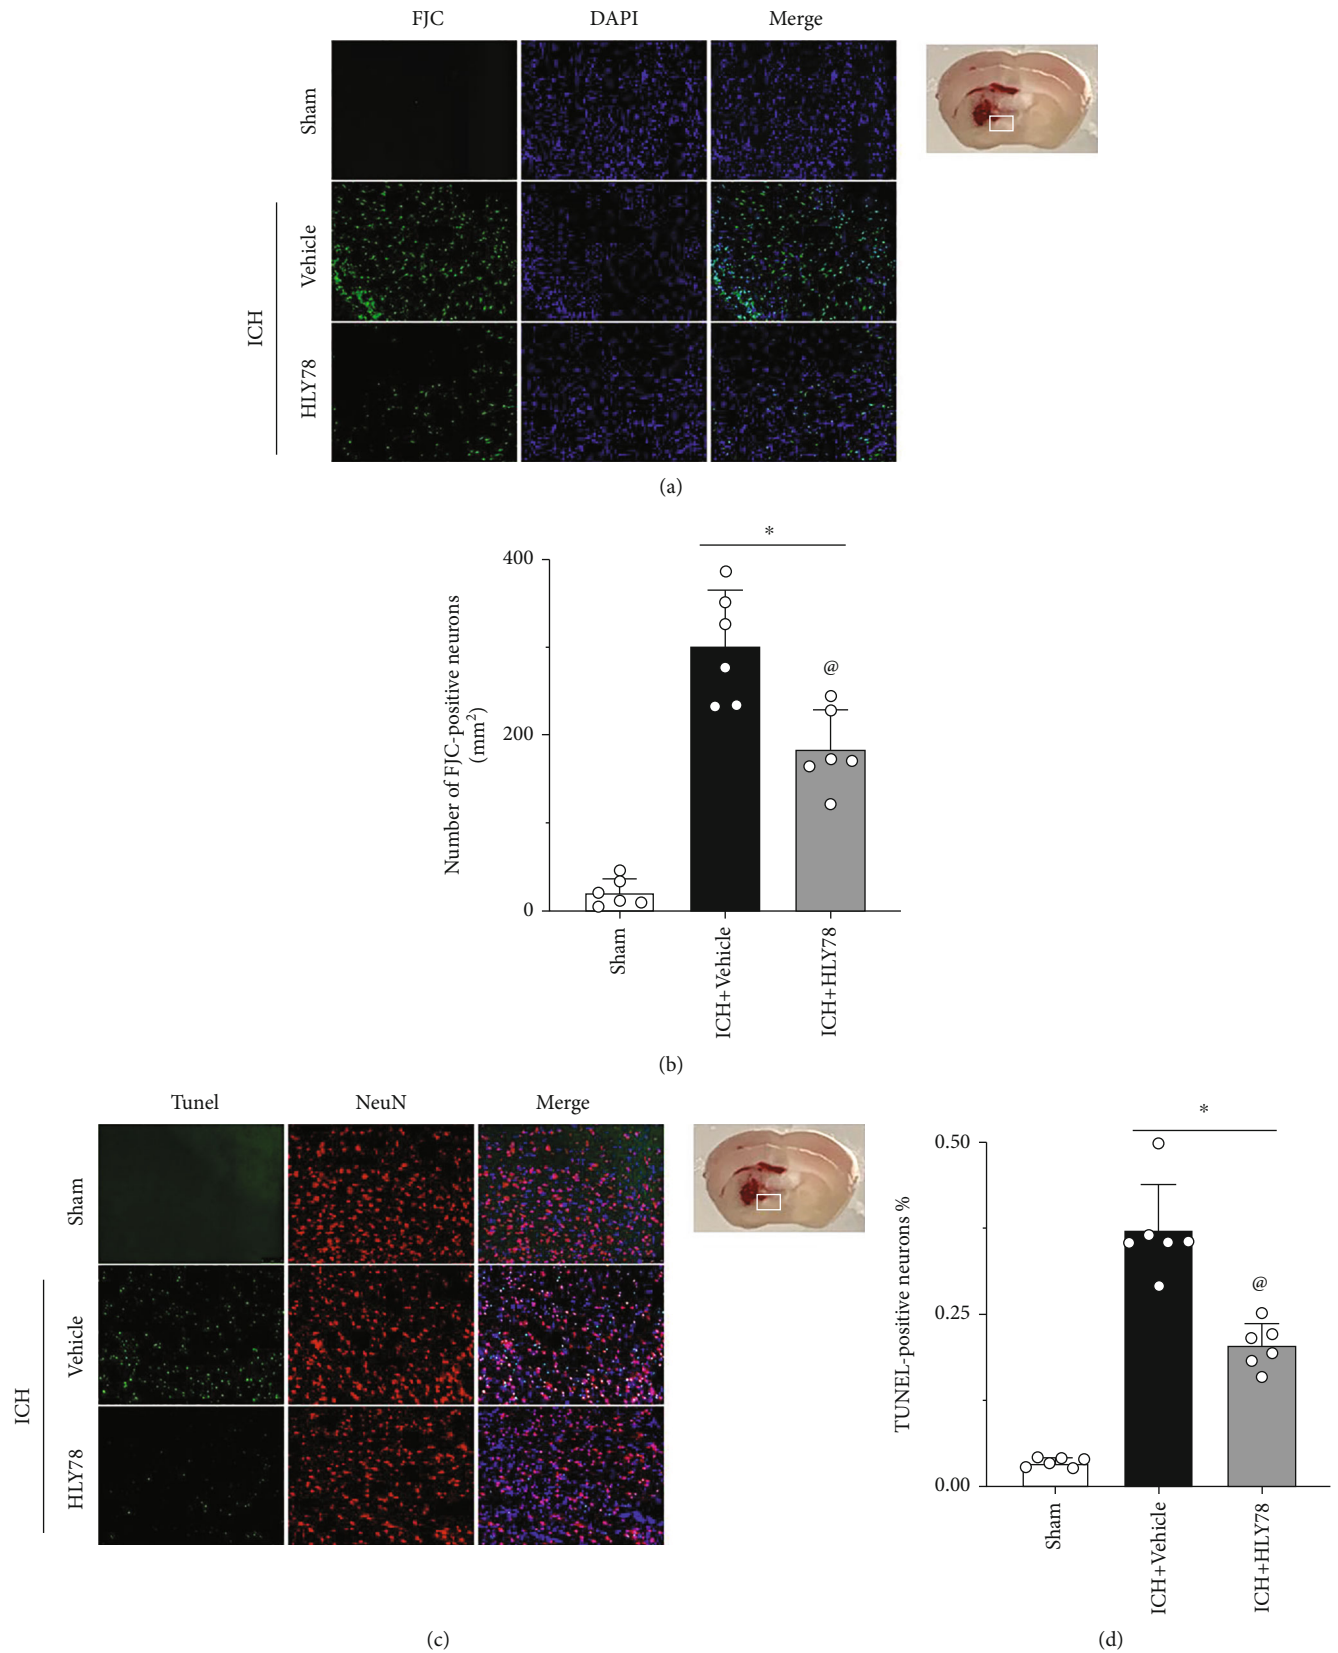 FJC DAPI Merge
Sham
Vehicle
HLY78
ICH
(a)
*
400
@
200
0
Number of FJC-positive neurons
(mm²)
Sham
ICH+Vehicle
ICH+HLY78
(b)
Tunel NeuN Merge
Sham
Vehicle
HLY78
ICH
(c)
*
0.50
@
0.25
0.00
TUNEL-positive neurons %
Sham
ICH+Vehicle
ICH+HLY78
(d)